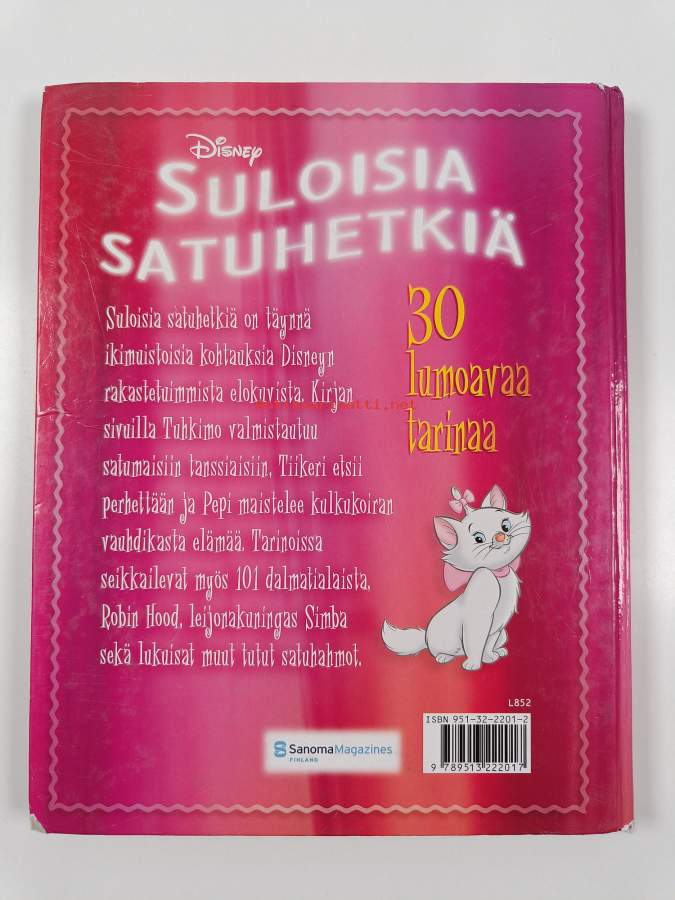 Disney
SULOISIA
SATUHETKIÄ
Suloisia satuhetkiä on täynnä
ikimuistoisia kohtauksia Disneyn
rakastetuimmista elokuvista. Kirjan
sivuilla Tuhkimo valmistautuu
satumaisiin tanssiaisiin, Tiikeri etsii
perhettään ja Pepi maistelee kulkukoiran
vauhdikasta elämää. Tarinoissa
seikkailevat myös 101 dalmatialaista,
Robin Hood, leijonakuningas Simba
sekä lukuisat muut tutut satuhahmot.
30
lumoavaa
tarinaa
L852
ISBN 951-32-2201-2
9 789513 222017
SanomaMagazines
FINLAND